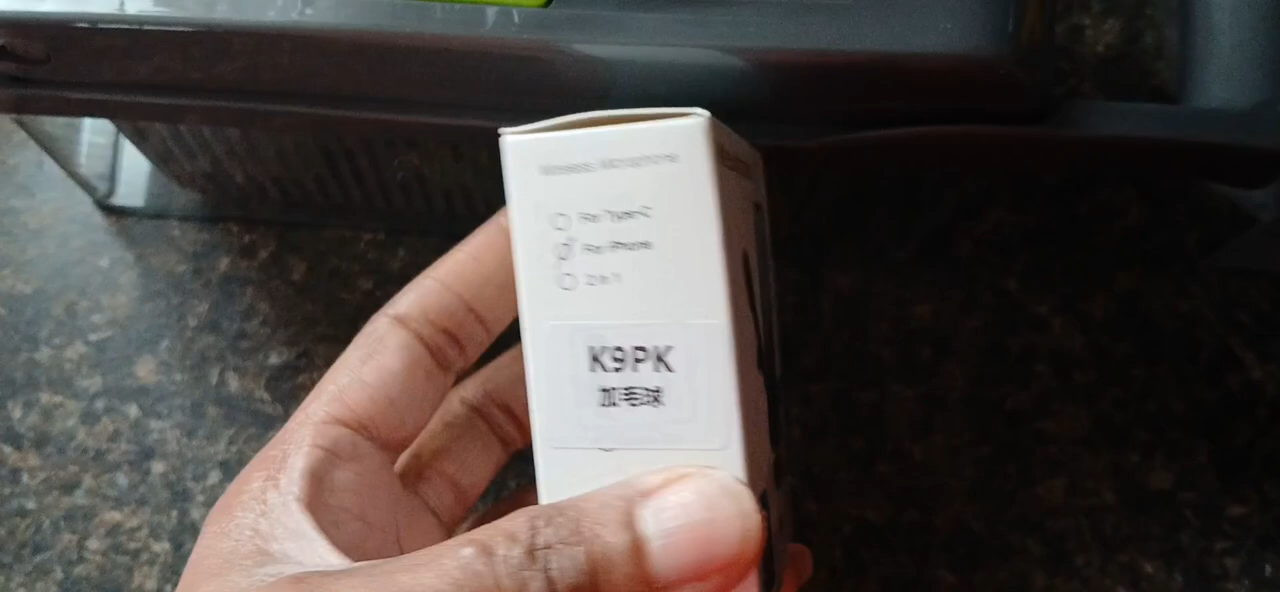 Wireless Microphone
For Type-C
For iPhone
2 in 1
K9PK
加毛球